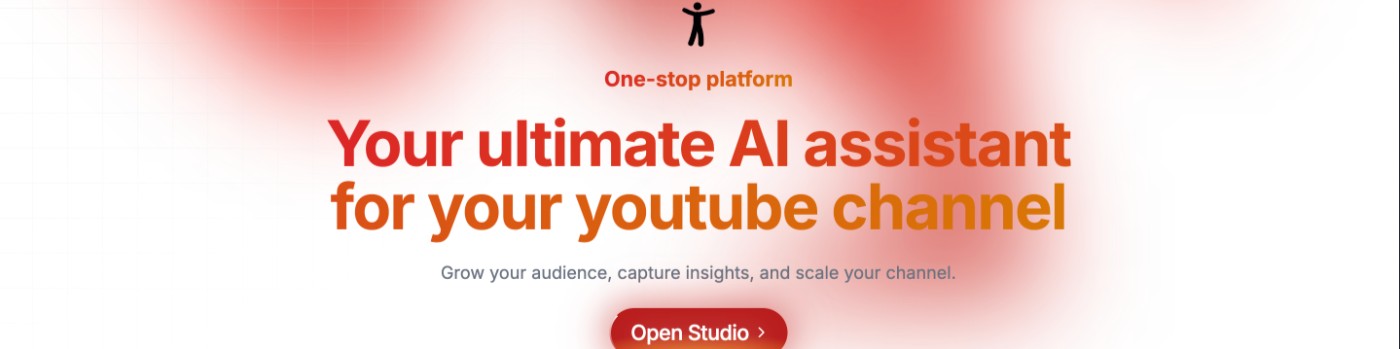 One-stop platform
Your ultimate AI assistant
for your youtube channel
Grow your audience, capture insights, and scale your channel.
Open Studio